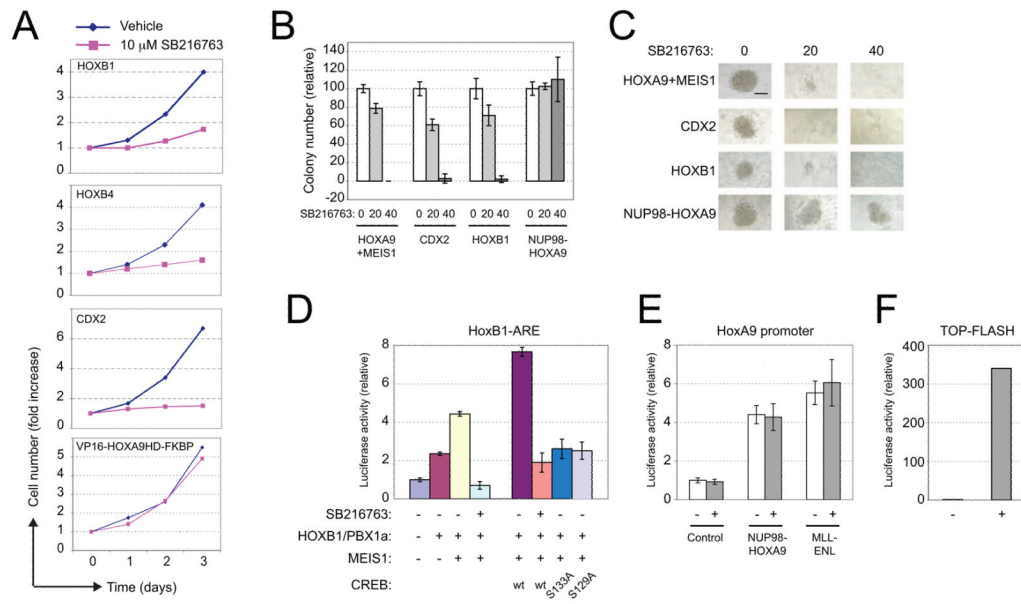 A
Vehicle
10 µM SB216763
HOXB1
4
3
2
1
HOXB4
4
3
2
1
CDX2
6
4
2
1
VP16-HOXA9HD-FKBP
5
4
3
2
1
Cell number (fold increase)
0 1 2 3
Time (days)
B
140
120
100
80
60
40
20
0
-20
Colony number (relative)
SB216763: 0 20 40 0 20 40 0 20 40 0 20 40
HOXA9 +MEIS1
CDX2
HOXB1
NUP98-HOXA9
C
SB216763: 0 20 40
HOXA9+MEIS1
CDX2
HOXB1
NUP98-HOXA9
D
HoxB1-ARE
8
6
4
2
0
Luciferase activity (relative)
SB216763: - - - + - + - -
HOXB1/PBX1a: - + + + + + + +
MEIS1: - - + + + + + +
CREB: wt wt S133A S129A
E
HoxA9 promoter
8
6
4
2
0
Luciferase activity (relative)
- + - + - +
Control
NUP98-HOXA9
MLL-ENL
F
TOP-FLASH
400
300
200
100
0
Luciferase activity (relative)
- +